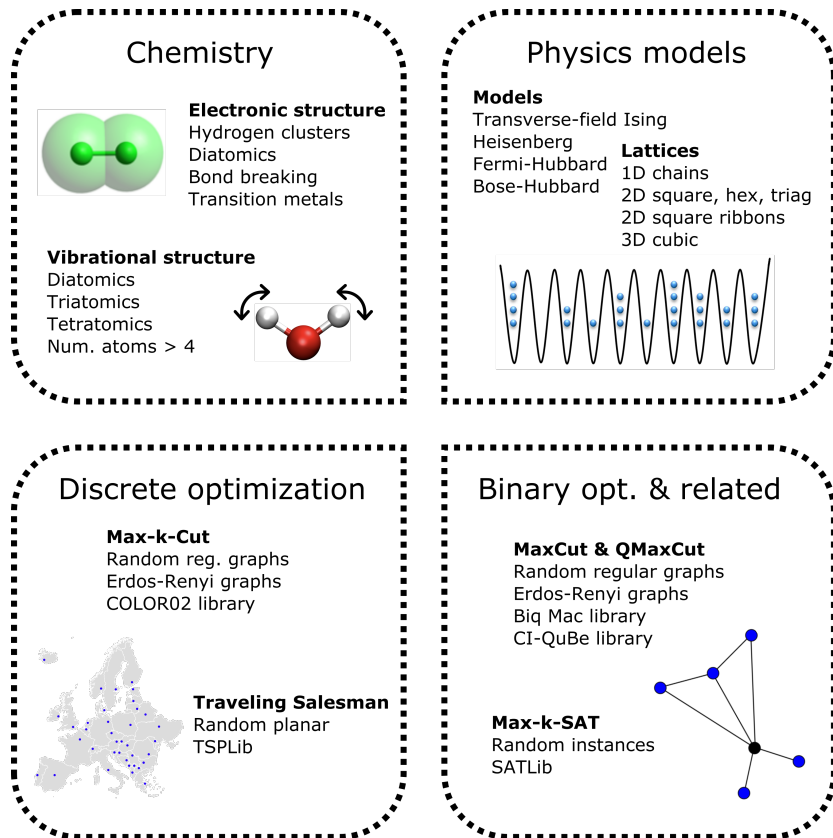 Chemistry
Electronic structure
Hydrogen clusters
Diatomics
Bond breaking
Transition metals
Vibrational structure
Diatomics
Triatomics
Tetratomics
Num. atoms > 4
Physics models
Models
Transverse-field Ising
Heisenberg
Fermi-Hubbard
Bose-Hubbard
Lattices
1D chains
2D square, hex, triag
2D square ribbons
3D cubic
Discrete optimization
Max-k-Cut
Random reg. graphs
Erdos-Renyi graphs
COLOR02 library
Traveling Salesman
Random planar
TSPLib
Binary opt. & related
MaxCut & QMaxCut
Random regular graphs
Erdos-Renyi graphs
Biq Mac library
CI-QuBe library
Max-k-SAT
Random instances
SATLib